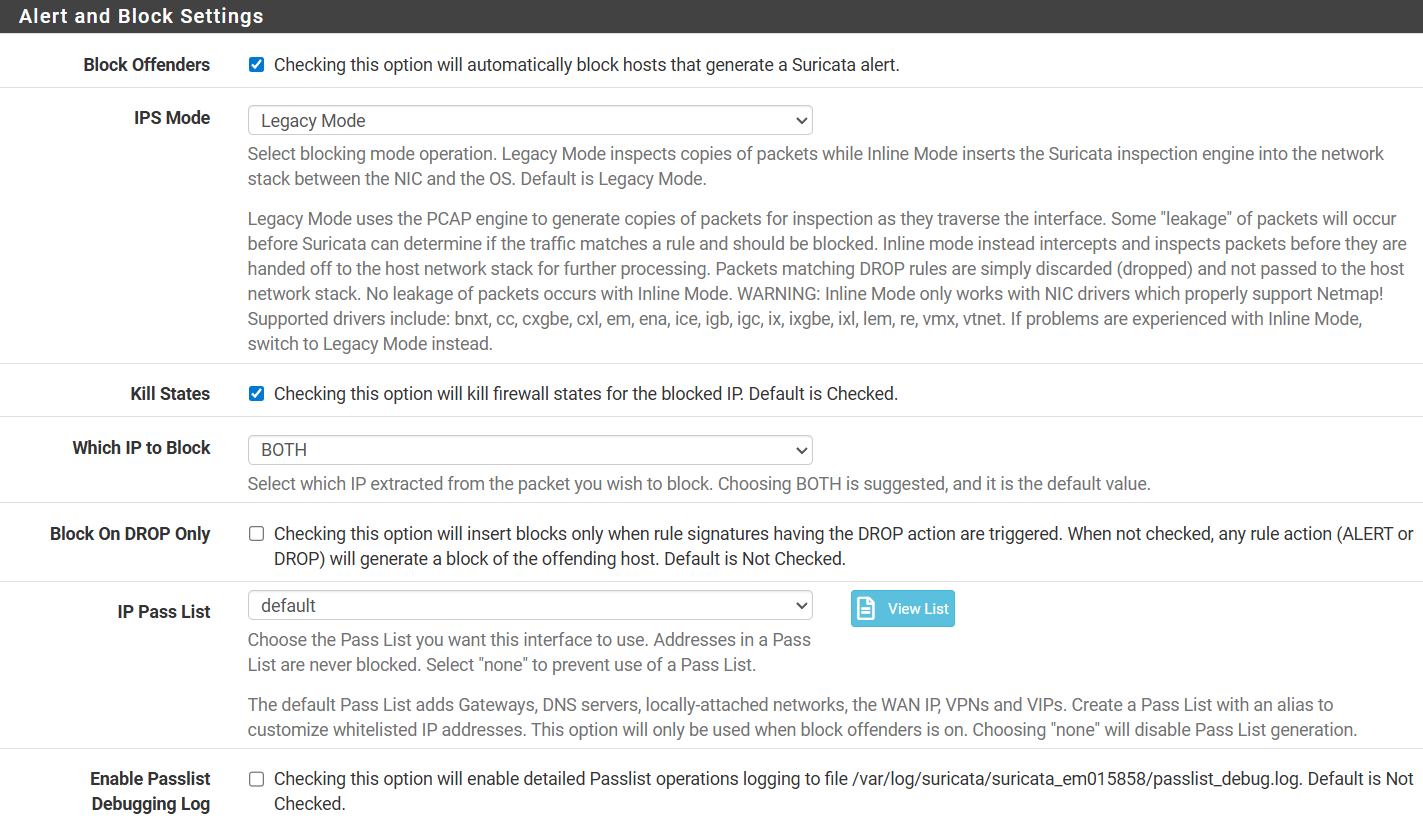 Alert and Block Settings
Block Offenders
Checking this option will automatically block hosts that generate a Suricata alert.
IPS Mode
Legacy Mode
Select blocking mode operation. Legacy Mode inspects copies of packets while Inline Mode inserts the Suricata inspection engine into the network
stack between the NIC and the OS. Default is Legacy Mode.
Legacy Mode uses the PCAP engine to generate copies of packets for inspection as they traverse the interface. Some "leakage" of packets will occur
before Suricata can determine if the traffic matches a rule and should be blocked. Inline mode instead intercepts and inspects packets before they are
handed off to the host network stack for further processing. Packets matching DROP rules are simply discarded (dropped) and not passed to the host
network stack. No leakage of packets occurs with Inline Mode. WARNING: Inline Mode only works with NIC drivers which properly support Netmap!
Supported drivers include: bnxt, cc, cxgbe, cxl, em, ena, ice, igb, igc, ix, ixgbe, ixl, lem, re, vmx, vtnet. If problems are experienced with Inline Mode,
switch to Legacy Mode instead.
Kill States
Checking this option will kill firewall states for the blocked IP. Default is Checked.
Which IP to Block
BOTH
Select which IP extracted from the packet you wish to block. Choosing BOTH is suggested, and it is the default value.
Block On DROP Only
Checking this option will insert blocks only when rule signatures having the DROP action are triggered. When not checked, any rule action (ALERT or
DROP) will generate a block of the offending host. Default is Not Checked.
IP Pass List
default
View List
Choose the Pass List you want this interface to use. Addresses in a Pass
List are never blocked. Select "none" to prevent use of a Pass List.
The default Pass List adds Gateways, DNS servers, locally-attached networks, the WAN IP, VPNs and VIPs. Create a Pass List with an alias to
customize whitelisted IP addresses. This option will only be used when block offenders is on. Choosing "none" will disable Pass List generation.
Enable Passlist
Debugging Log
Checking this option will enable detailed Passlist operations logging to file /var/log/suricata/suricata_em015858/passlist_debug.log. Default is Not
Checked.